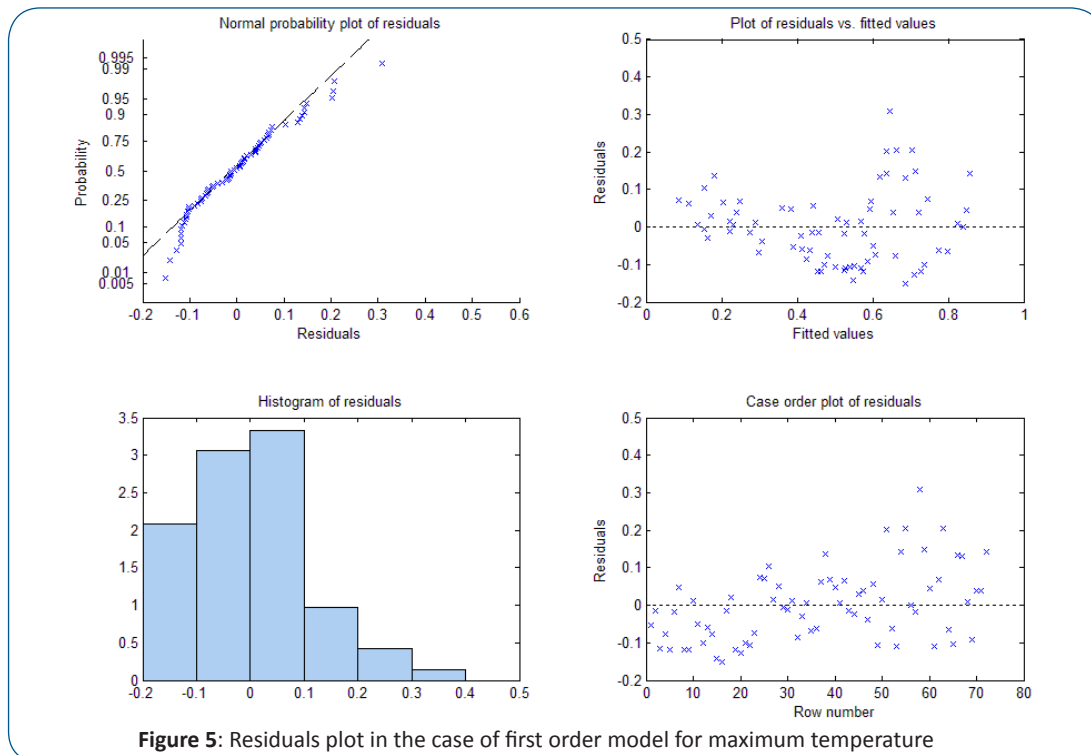 Normal probability plot of residuals
0.995
0.99
0.95
0.9
0.75
0.5
0.25
0.1
0.05
0.01
0.005
Probability
-0.2 -0.1 0 0.1 0.2 0.3 0.4 0.5 0.6
Residuals
Plot of residuals vs. fitted values
0.5
0.4
0.3
0.2
0.1
0
-0.1
-0.2
Residuals
0 0.2 0.4 0.6 0.8 1
Fitted values
Histogram of residuals
3.5
3
2.5
2
1.5
1
0.5
0
-0.2 -0.1 0 0.1 0.2 0.3 0.4 0.5
Case order plot of residuals
0.5
0.4
0.3
0.2
0.1
0
-0.1
-0.2
Residuals
0 10 20 30 40 50 60 70 80
Row number
Figure 5: Residuals plot in the case of first order model for maximum temperature